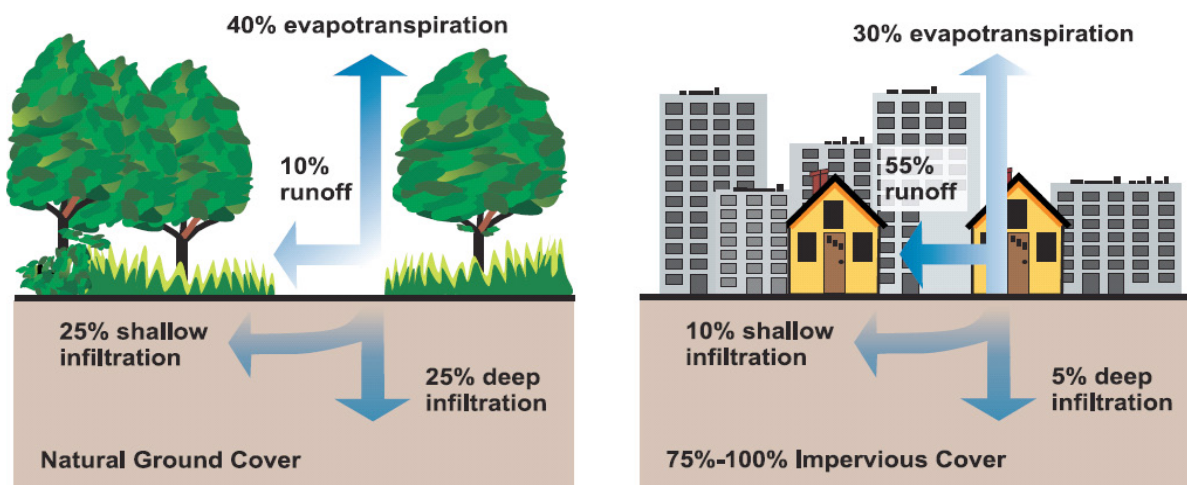 40% evapotranspiration
10%
runoff
25% shallow
infiltration
25% deep
infiltration
Natural Ground Cover
30% evapotranspiration
55%
runoff
10% shallow
infiltration
5% deep
infiltration
75%-100% Impervious Cover